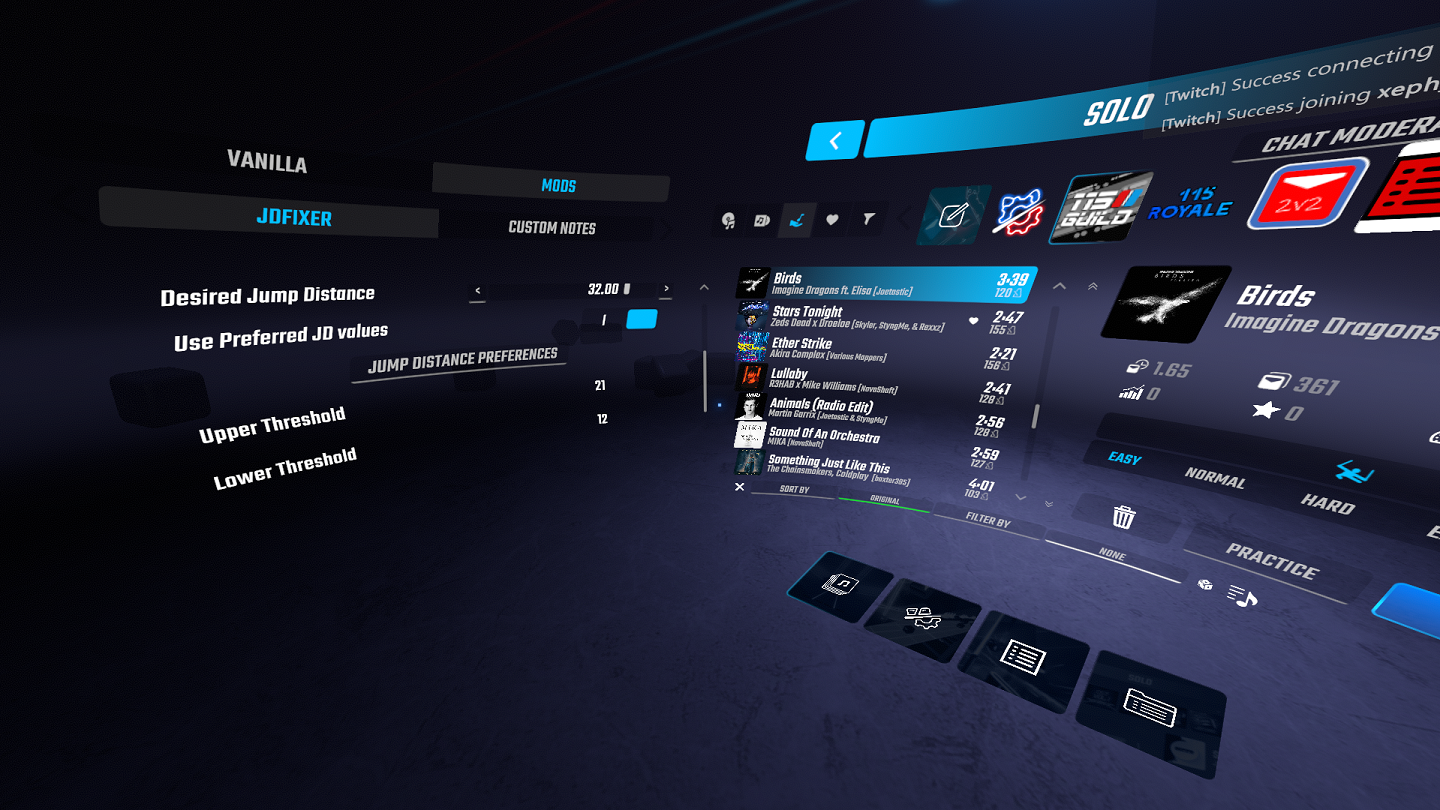 VANILLA
MODS
JDFIXER
CUSTOM NOTES
Desired Jump Distance
< 32.00 >
Use Preferred JD values
I
JUMP DISTANCE PREFERENCES
21
Upper Threshold
12
Lower Threshold
SOLO
[Twitch] Success connecting
[Twitch] Success joining xeph
CHAT MODERA
115
GUILD
115
ROYALE
2v2
Birds
Imagine Dragons ft. Elisa [Joetastic]
3:39
120
Stars Tonight
Zeds Dead x Draglee [Skyler, StyngMe, & Rexxz]
2:47
155
Ether Strike
Akira Complex [Various Mappers]
2:21
156
Lullaby
R3HAB x Mike Williams [NovaShaft]
2:41
128
Animals (Radio Edit)
Martin Garrix [Joetastic & StyngMe]
2:56
128
Sound Of An Orchestra
MIKA [NovaShaft]
2:59
127
Something Just Like This
The Chainsmokers, Coldplay [baxter395]
4:01
103
SORT BY
ORIGINAL
FILTER BY
NONE
Birds
Imagine Dragons
1.65
361
0
0
EASY
NORMAL
HARD
E
PRACTICE